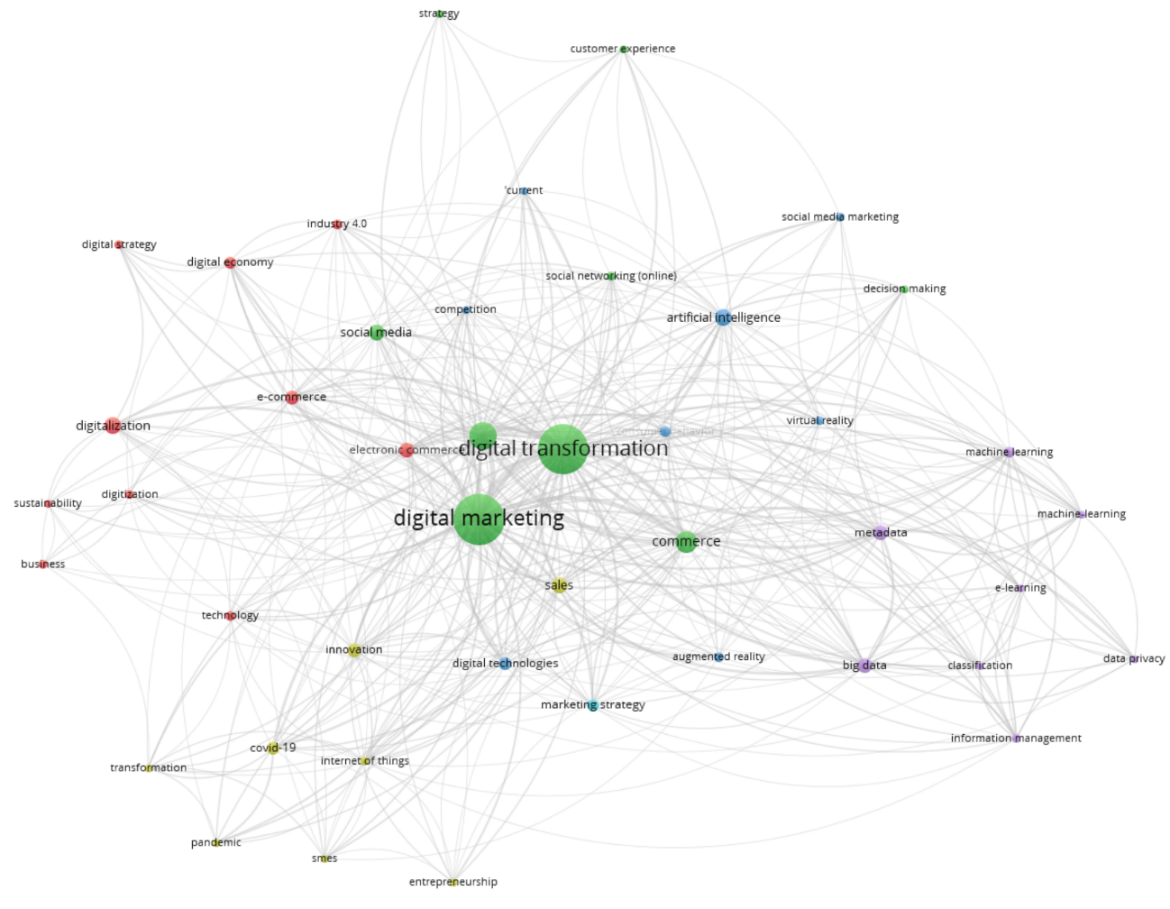 strategy
customer experience
'current
social media marketing
industry 4.0
digital strategy
digital economy
social networking (online)
decision making
competition
artificial intelligence
social media
e-commerce
virtual reality
digitalization
electronic commerce
digital transformation
machine learning
digitization
sustainability
machine-learning
digital marketing
metadata
commerce
business
sales
e-learning
technology
innovation
digital technologies
augmented reality
big data
classification
data privacy
marketing strategy
information management
covid-19
internet of things
transformation
pandemic
smes
entrepreneurship